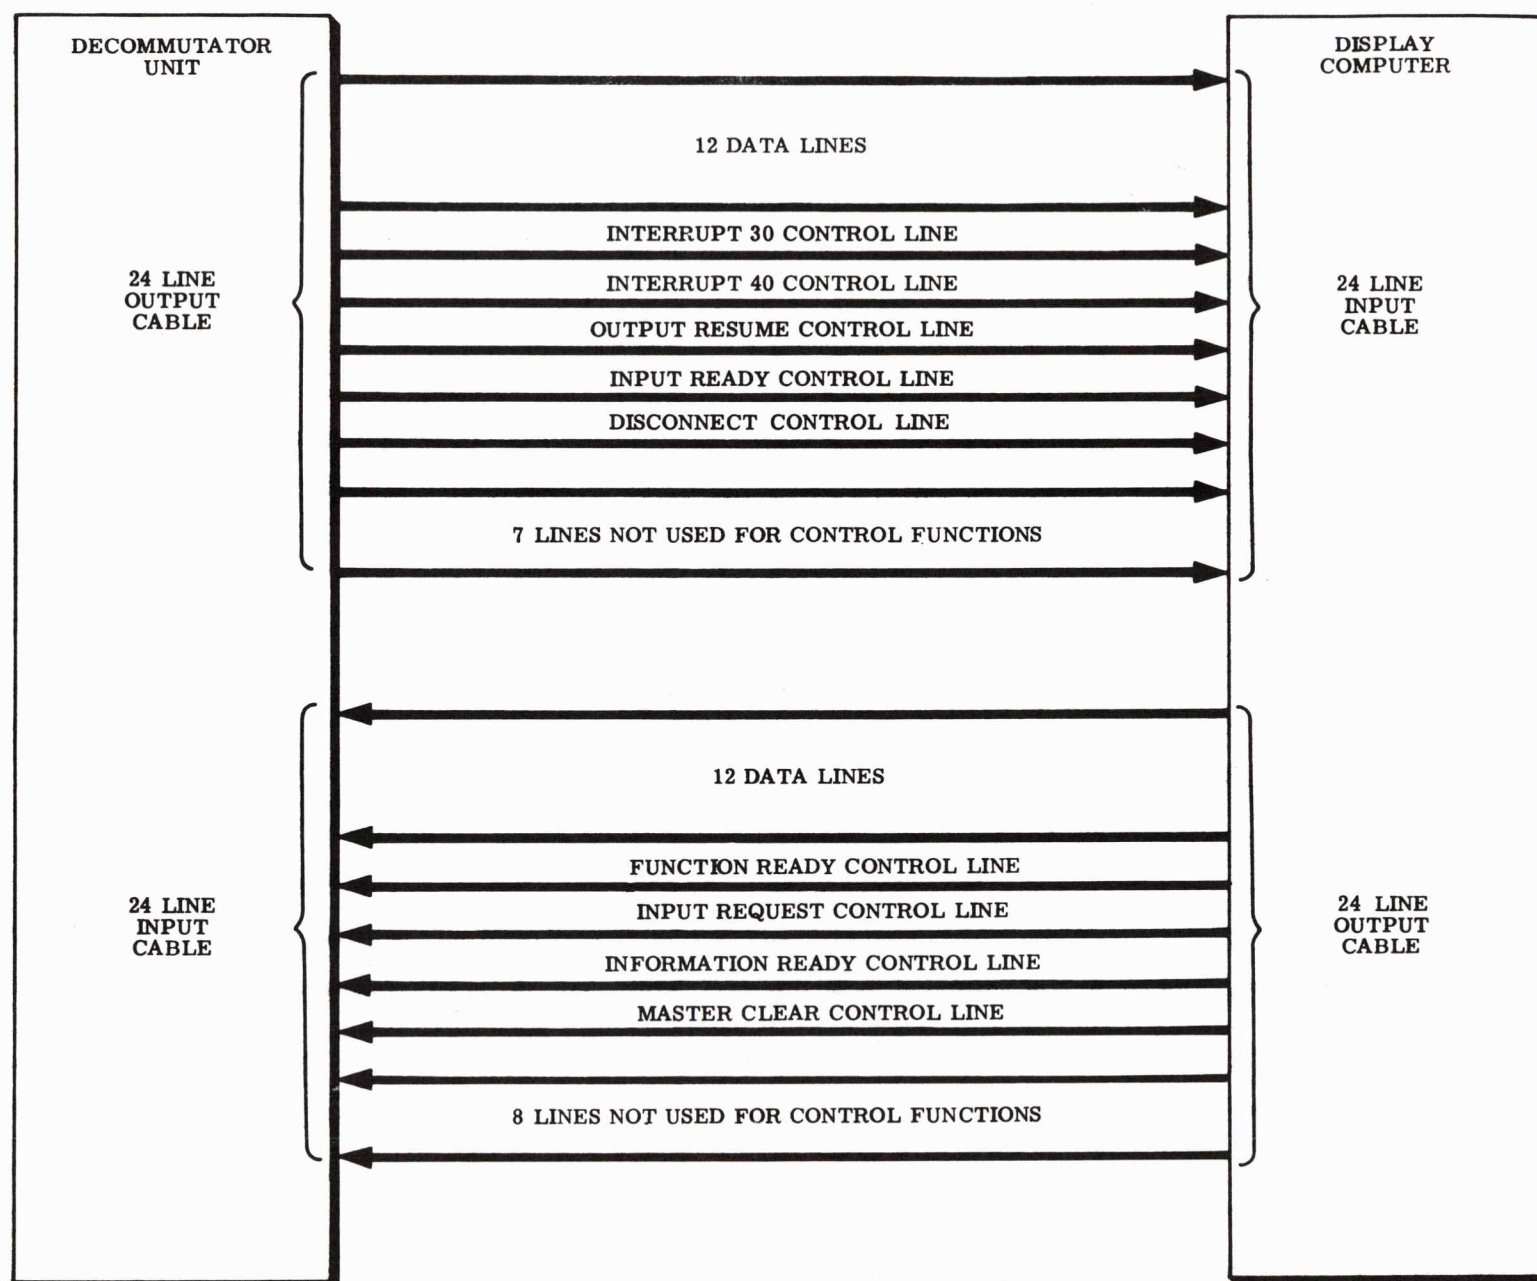 DECOMMUTATOR
UNIT
DISPLAY
COMPUTER
12 DATA LINES
INTERRUPT 30 CONTROL LINE
24 LINE
OUTPUT
CABLE
INTERRUPT 40 CONTROL LINE
24 LINE
INPUT
CABLE
OUTPUT RESUME CONTROL LINE
INPUT READY CONTROL LINE
DISCONNECT CONTROL LINE
7 LINES NOT USED FOR CONTROL FUNCTIONS
12 DATA LINES
FUNCTION READY CONTROL LINE
24 LINE
INPUT
CABLE
INPUT REQUEST CONTROL LINE
24 LINE
OUTPUT
CABLE
INFORMATION READY CONTROL LINE
MASTER CLEAR CONTROL LINE
8 LINES NOT USED FOR CONTROL FUNCTIONS